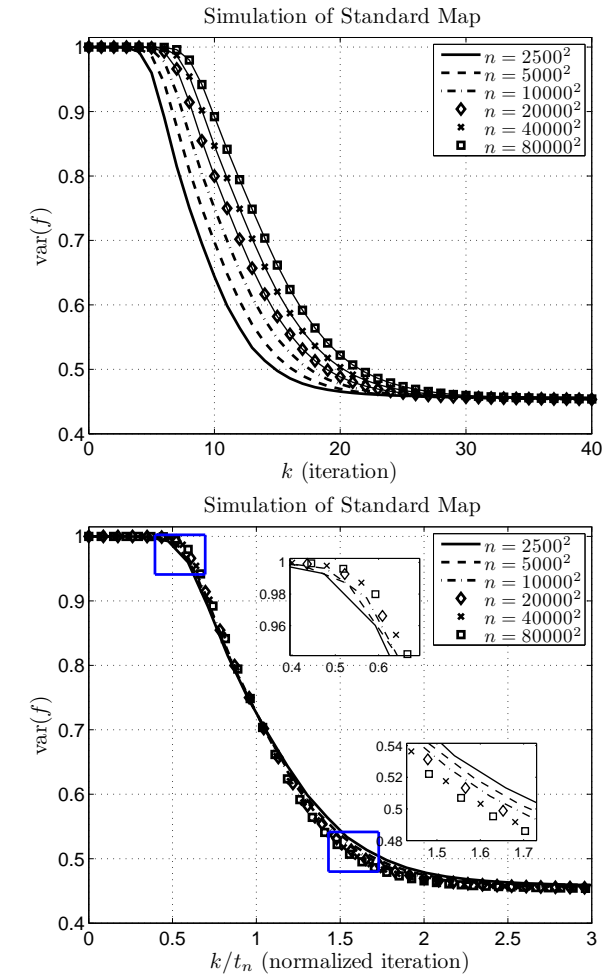 Simulation of Standard Map
var(f)
1
0.9
0.8
0.7
0.6
0.5
0.4
0 10 20 30 40
k (iteration)
n = 2500²
n = 5000²
n = 10000²
n = 20000²
n = 40000²
n = 80000²
Simulation of Standard Map
var(f)
1
0.9
0.8
0.7
0.6
0.5
0.4
0 0.5 1 1.5 2 2.5 3
k/tₙ (normalized iteration)
n = 2500²
n = 5000²
n = 10000²
n = 20000²
n = 40000²
n = 80000²
1
0.98
0.96
0.4 0.5 0.6
0.54
0.52
0.5
0.48
1.5 1.6 1.7